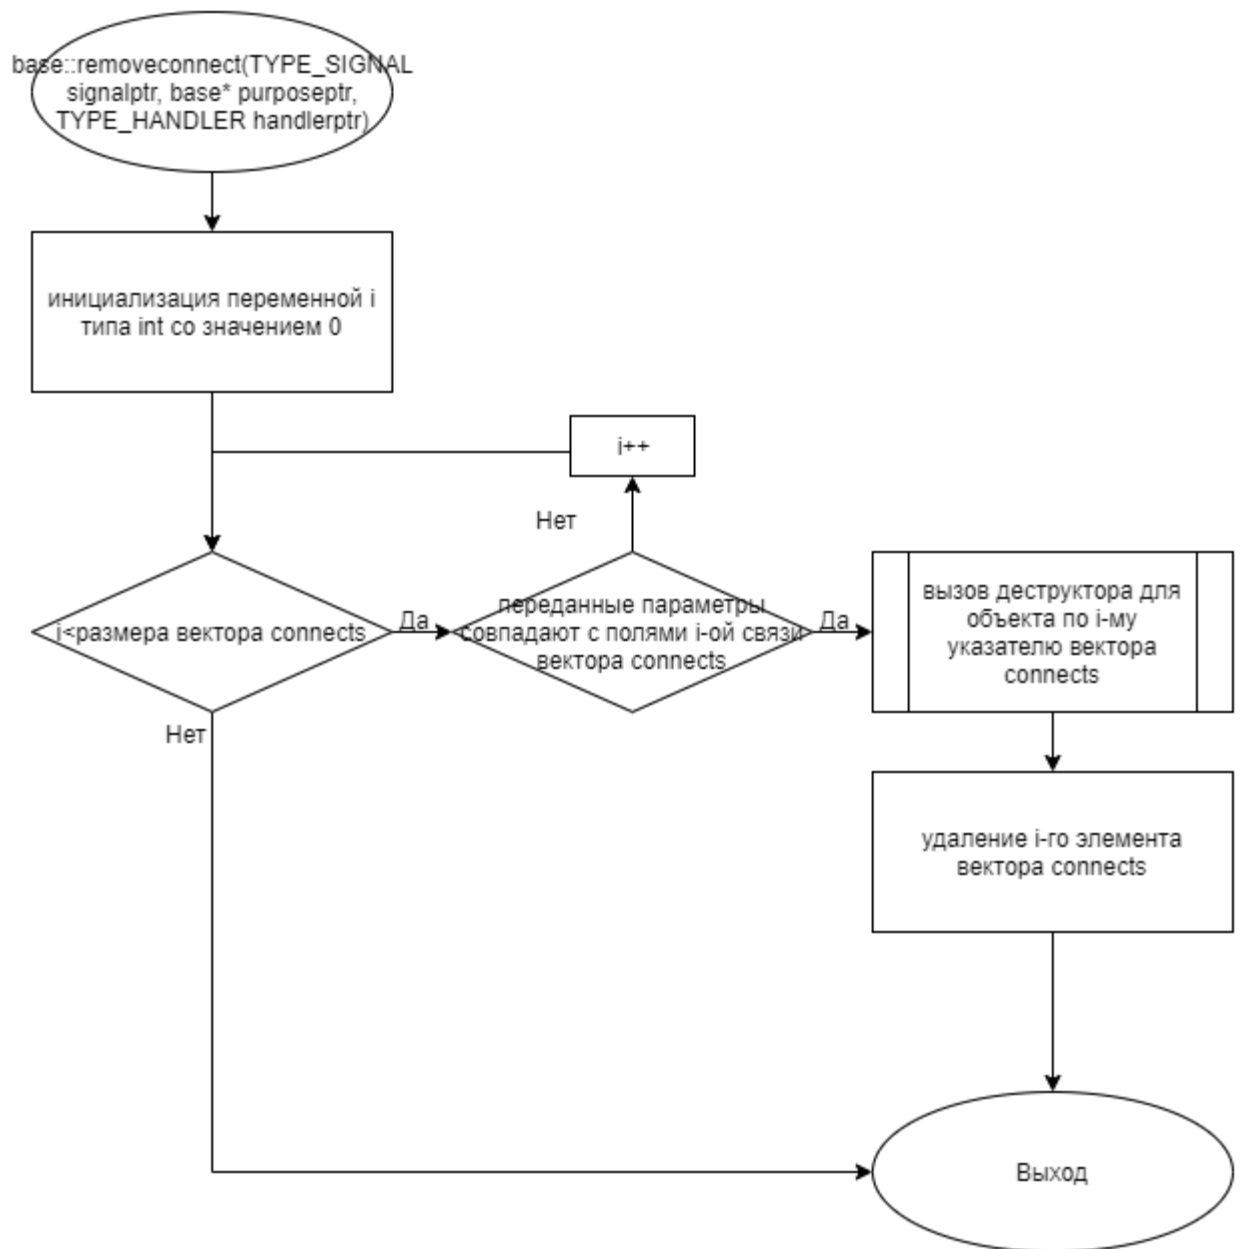 base::removeconnect(TYPE_SIGNAL
signalptr, base* purposeptr,
TYPE_HANDLER handlerptr)
инициализация переменной i
типа int со значением 0
i++
Нет
i<размера вектора connects
Да
переданные параметры
совпадают с полями i-ой связи
вектора connects
Да
вызов деструктора для
объекта по i-му
указателю вектора
connects
Нет
удаление i-го элемента
вектора connects
Выход